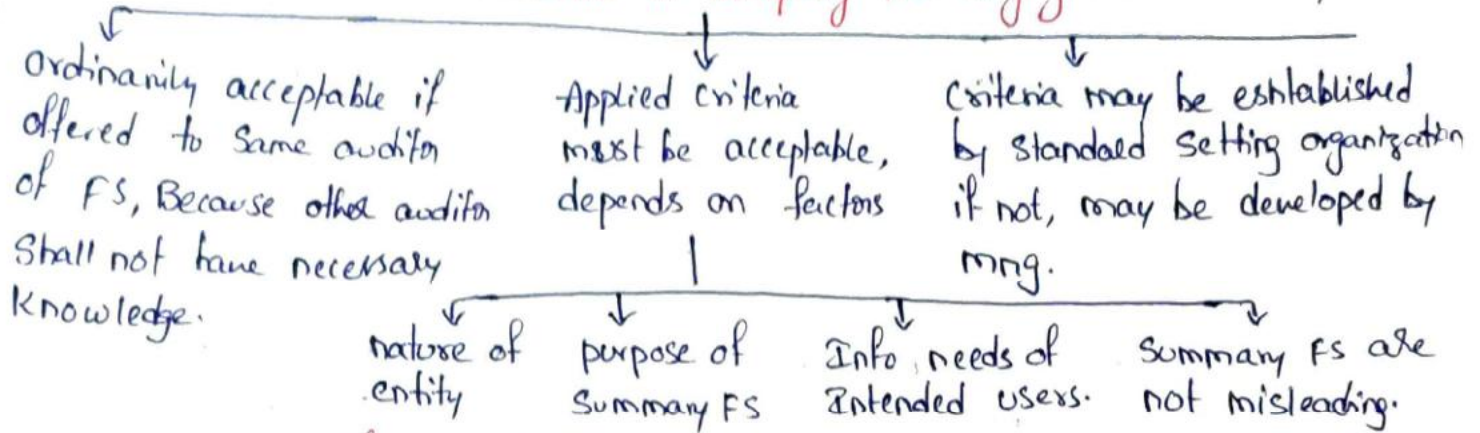 Ordinarily acceptable if
offered to same auditor
of FS, Because other auditor
Shall not have necessary
Knowledge.
Applied criteria
must be acceptable,
depends on factors
Criteria may be eshtablished
by standard setting organization
if not, may be developed by
mng.
nature of
entity
purpose of
Summary FS
Info needs of
Intended users.
Summary FS are
not misleading.